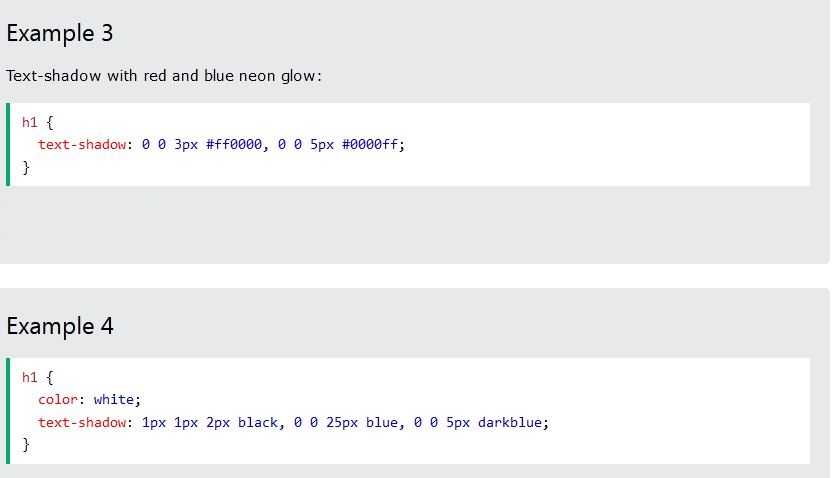 Example 3
Text-shadow with red and blue neon glow:
h1 {
  text-shadow: 0 0 3px #ff0000, 0 0 5px #0000ff;
}
Example 4
h1 {
  color: white;
  text-shadow: 1px 1px 2px black, 0 0 25px blue, 0 0 5px darkblue;
}